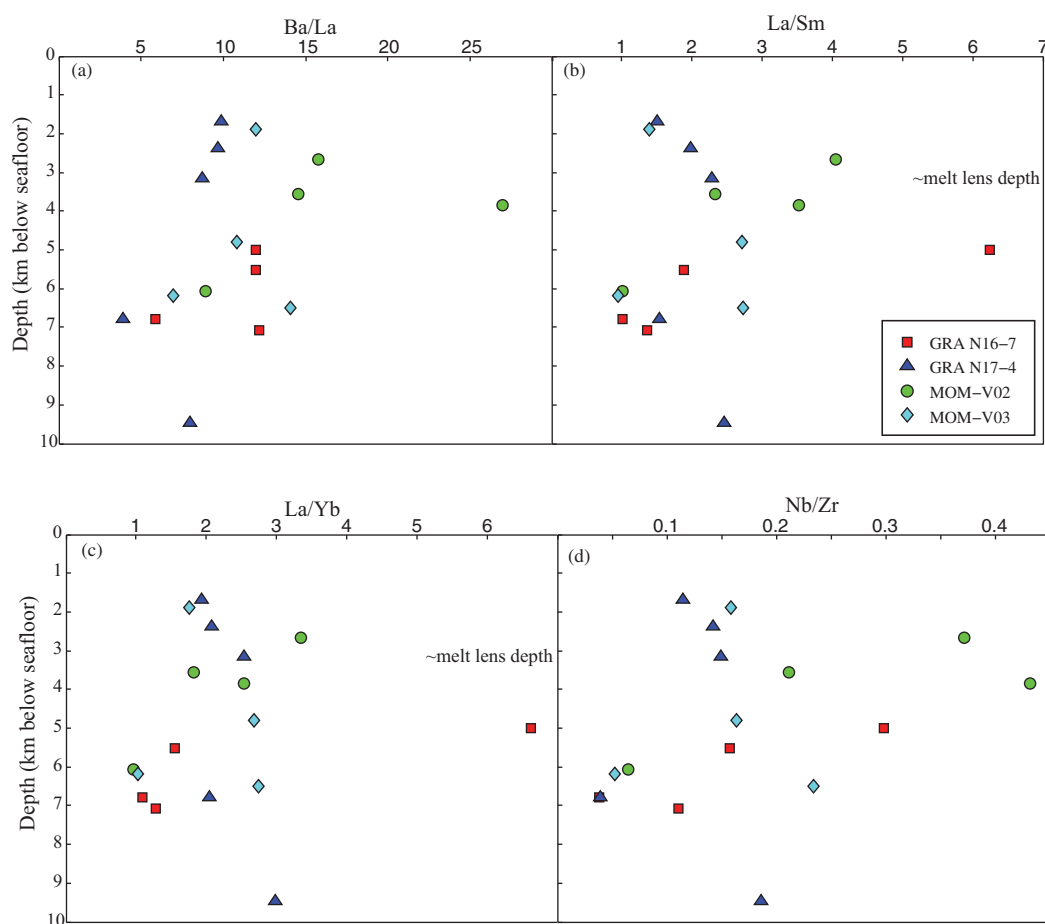 Ba/La
La/Sm
5 10 15 20 25
1 2 3 4 5 6 7
0
1
2
3
4
5
6
7
8
9
10
Depth (km below seafloor)
(a)
(b)
~melt lens depth
GRA N16−7
GRA N17−4
MOM−V02
MOM−V03
La/Yb
Nb/Zr
1 2 3 4 5 6
0.1 0.2 0.3 0.4
0
1
2
3
4
5
6
7
8
9
10
Depth (km below seafloor)
(c)
~melt lens depth
(d)